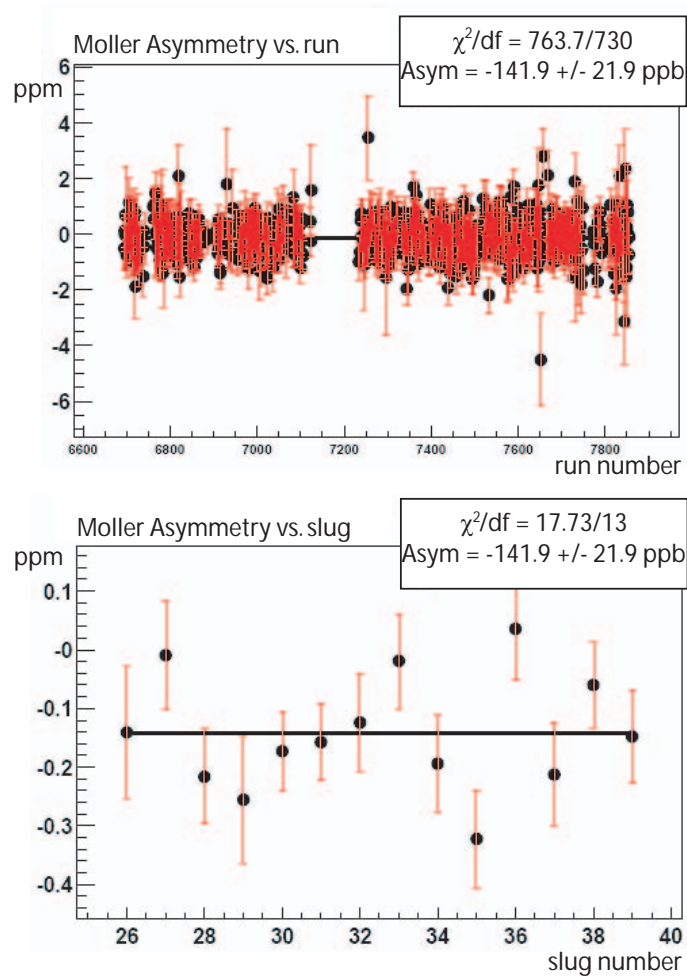 Moller Asymmetry vs. run
χ²/df = 763.7/730
Asym = -141.9 +/- 21.9 ppb
ppm
6
4
2
0
-2
-4
-6
6600 6800 7000 7200 7400 7600 7800
run number
Moller Asymmetry vs. slug
χ²/df = 17.73/13
Asym = -141.9 +/- 21.9 ppb
ppm
0.1
-0
-0.1
-0.2
-0.3
-0.4
26 28 30 32 34 36 38 40
slug number